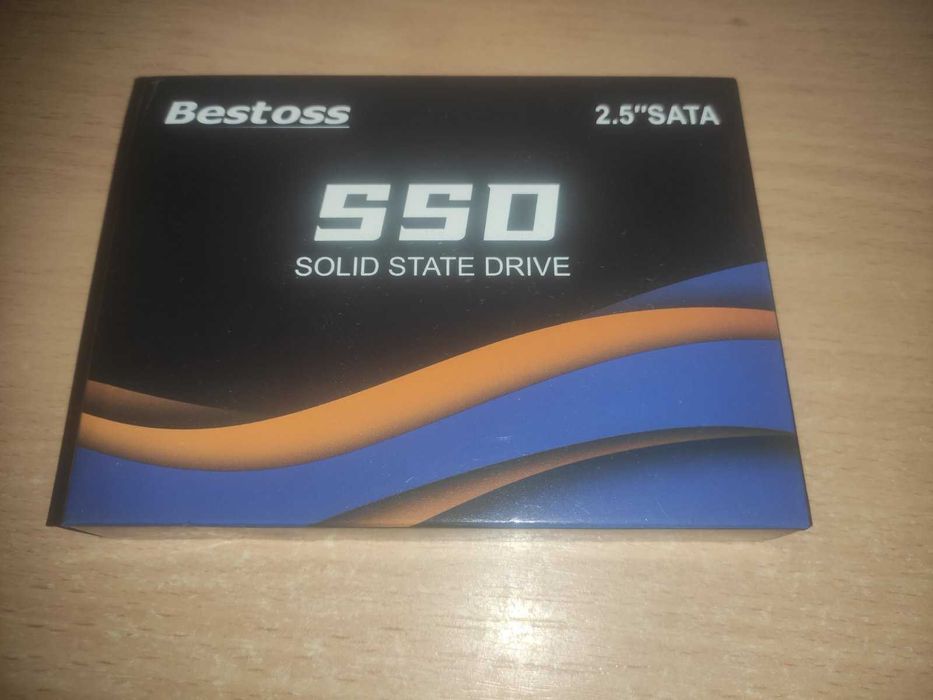 Bestoss
2.5"SATA
SSD
SOLID STATE DRIVE